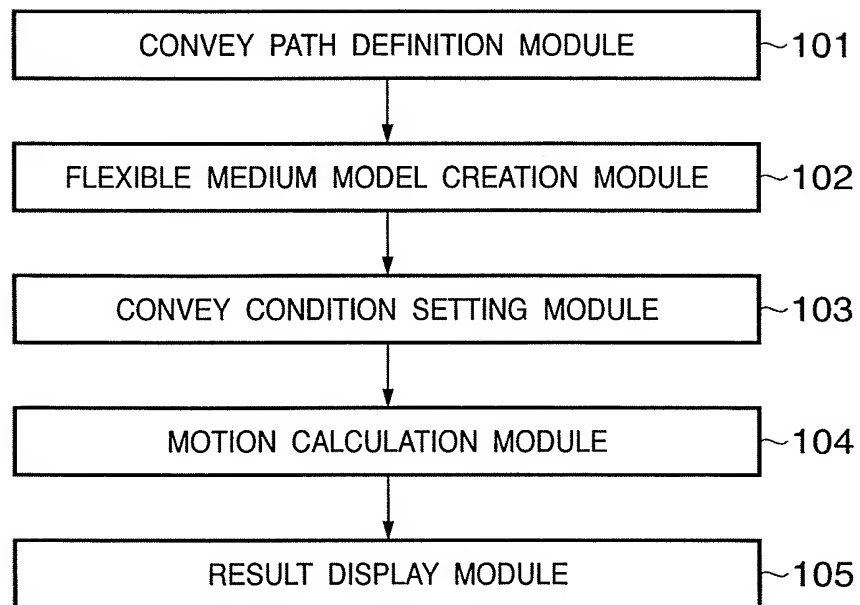 CONVEY PATH DEFINITION MODULE ~101
FLEXIBLE MEDIUM MODEL CREATION MODULE ~102
CONVEY CONDITION SETTING MODULE ~103
MOTION CALCULATION MODULE ~104
RESULT DISPLAY MODULE ~105